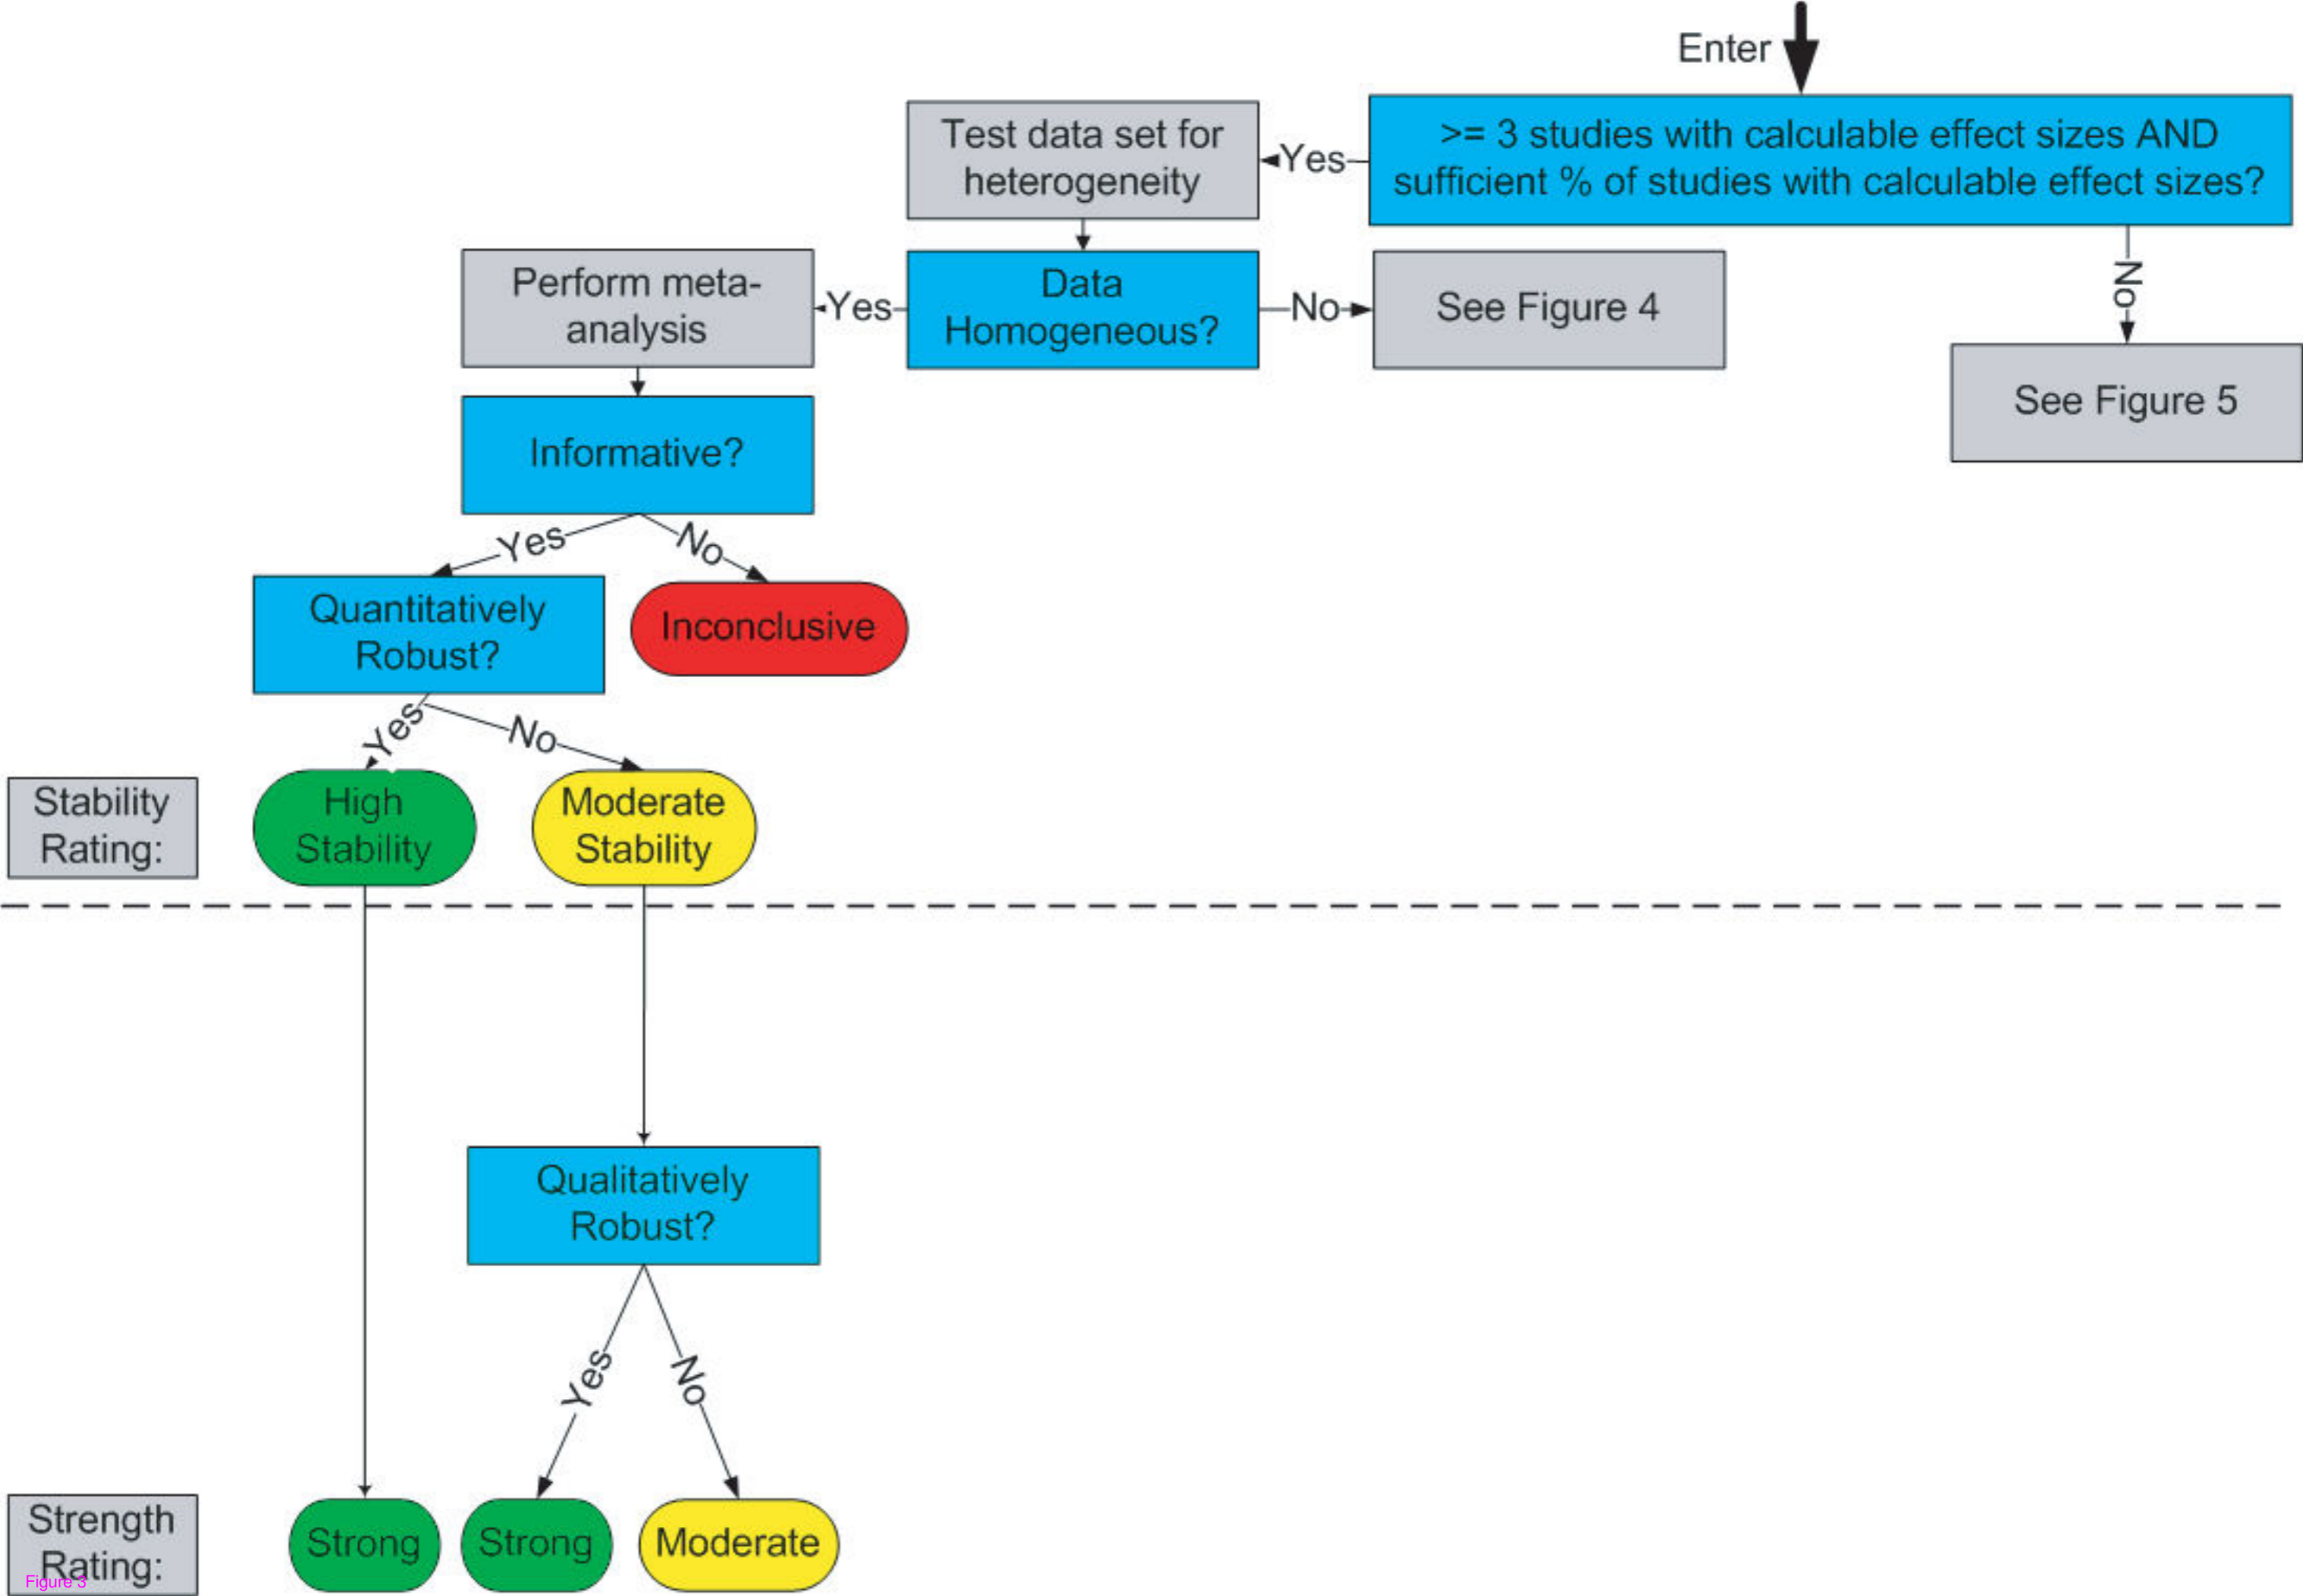 Enter
>= 3 studies with calculable effect sizes AND
sufficient % of studies with calculable effect sizes?
Yes
Test data set for
heterogeneity
No
Data
Homogeneous?
Yes
No
See Figure 4
See Figure 5
Perform meta-
analysis
Informative?
Yes
No
Quantitatively
Robust?
Inconclusive
Yes
No
Stability
Rating:
High
Stability
Moderate
Stability
Qualitatively
Robust?
Yes
No
Strength
Rating:
Strong
Strong
Moderate
Figure 3